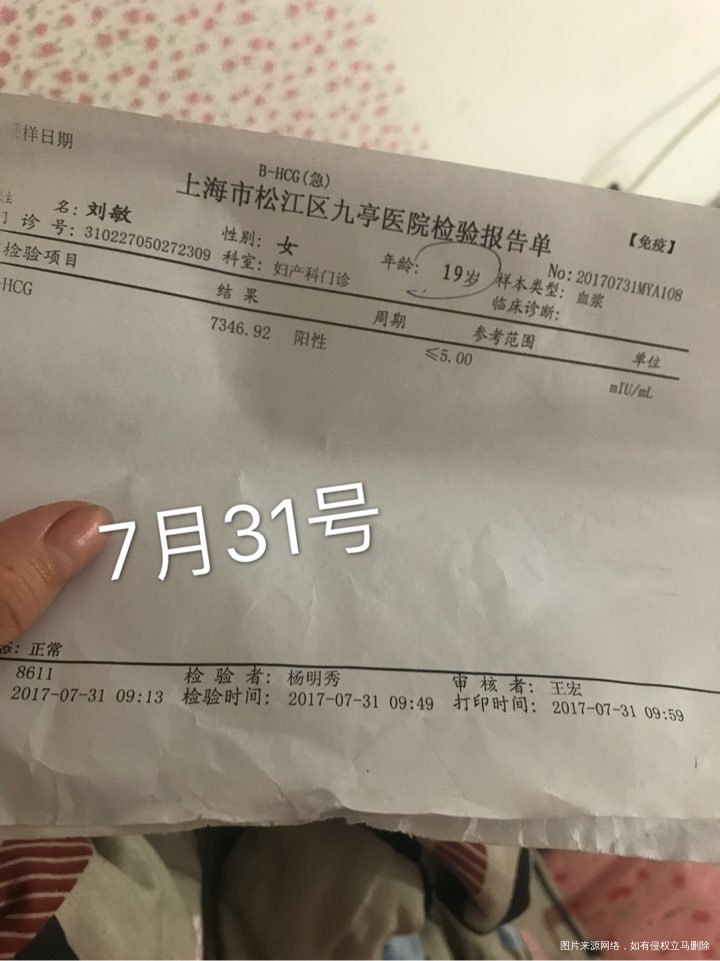 采样日期
B-HCG(急)
上海市松江区九亭医院检验报告单
【免疫】
姓 名：刘敏 性别：女 年龄：19岁 No：20170731MYA108
门 诊 号：310227050272309 科室：妇产科门诊 样本类型：血浆
临床诊断：
检验项目 结 果 周期 参考范围 单位
-HCG 7346.92 阳性 ≤5.00 mIU/mL
7月31号
态：正常
8611 检 验 者：杨明秀 审 核 者：王宏
2017-07-31 09:13 检验时间：2017-07-31 09:49 打印时间：2017-07-31 09:59
图片来源网络，如有侵权立马删除